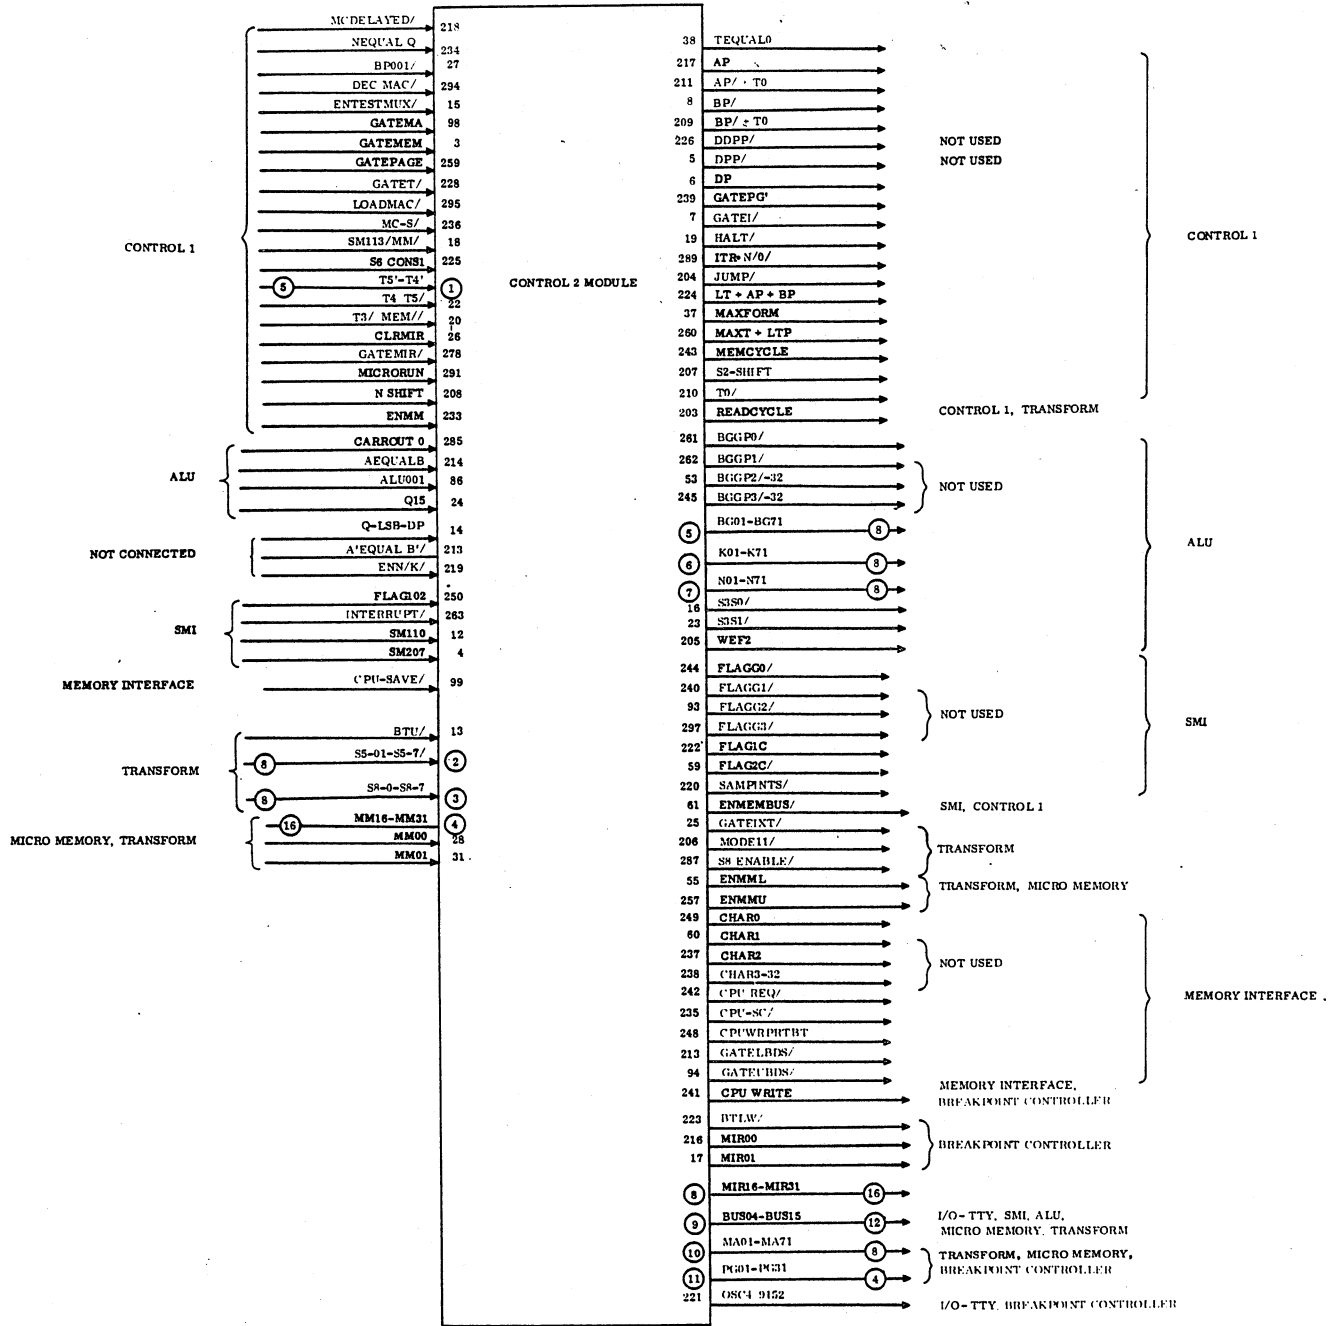 MCDELAYED/ 218
NEQUAL Q 234
BP001/ 27
DEC MAC/ 294
ENTESTMUX/ 15
GATEMA 98
GATEMEM 3
GATEPAGE 259
GATET/ 228
LOADMAC/ 295
MC-S/ 236
SM113/MM/ 18
S6 CONS1 225
5 T5'-T4' 1
T4 T5/ 22
T3/ MEM// 20
CLRMIR 26
GATEMIR/ 278
MICRORUN 291
N SHIFT 208
ENMM 233
CONTROL 1
CARROUT 0 285
AEQUALB 214
ALU001 86
Q15 24
ALU
Q-LSB-DP 14
A'EQUAL B'/ 213
ENN/K/ 219
NOT CONNECTED
FLAG102 250
INTERRUPT/ 263
SM110 12
SM207 4
SMI
MEMORY INTERFACE
CPU-SAVE/ 99
BTU/ 13
8 S5-01-S5-7/ 2
8 S8-0-S8-7 3
TRANSFORM
16 MM16-MM31 4
MM00 28
MM01 31
MICRO MEMORY, TRANSFORM
CONTROL 2 MODULE
38 TEQUAL0
217 AP
211 AP/ · T0
8 BP/
209 BP/ ± T0
226 DDPP/ NOT USED
5 DPP/ NOT USED
6 DP
239 GATEPG'
7 GATEI/
19 HALT/
289 ITR·N/0/
204 JUMP/
224 LT + AP + BP
37 MAXFORM
260 MAXT + LTP
243 MEMCYCLE
207 S2-SHIFT
210 T0/
CONTROL 1
203 READCYCLE CONTROL 1, TRANSFORM
261 BGGP0/
262 BGGP1/
53 BGGP2/-32
245 BGGP3/-32
NOT USED
5 BG01-BG71 8
6 K01-K71 8
7 N01-N71 8
16 S3S0/
23 S3S1/
205 WEF2
ALU
244 FLAGG0/
240 FLAGG1/
93 FLAGG2/
297 FLAGG3/
NOT USED
222 FLAG1C
59 FLAG2C/
220 SAMPINTS/
SMI
61 ENMEMBUS/ SMI, CONTROL 1
25 GATEIXT/
206 MODE11/
287 S8 ENABLE/
TRANSFORM
55 ENMML
257 ENMMU
TRANSFORM, MICRO MEMORY
249 CHAR0
60 CHAR1
237 CHAR2
238 CHAR3-32
NOT USED
242 CPU REQ/
235 CPU-SC/
248 CPUWRPRTBT
213 GATELBDS/
94 GATEUBDS/
MEMORY INTERFACE
241 CPU WRITE MEMORY INTERFACE,
BREAKPOINT CONTROLLER
223 BTLW/
216 MIR00
17 MIR01
BREAKPOINT CONTROLLER
8 MIR16-MIR31 16
9 BUS04-BUS15 12 I/O-TTY, SMI, ALU,
MICRO MEMORY, TRANSFORM
10 MA01-MA71 8
11 PG01-PG31 4
TRANSFORM, MICRO MEMORY,
BREAKPOINT CONTROLLER
221 OSC4 9152 I/O-TTY, BREAKPOINT CONTROLLER